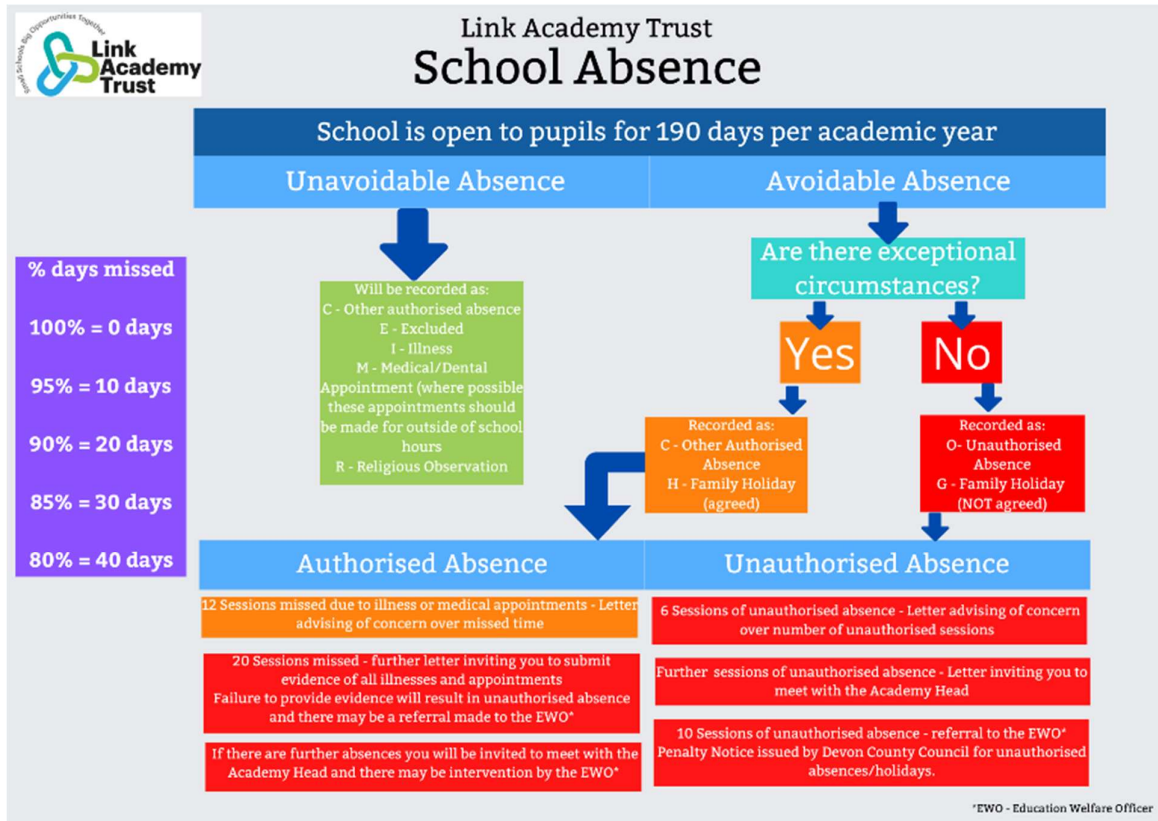 Small Schools Big Opportunities Together
Link
Academy
Trust
Link Academy Trust
School Absence
School is open to pupils for 190 days per academic year
Unavoidable Absence
Avoidable Absence
% days missed
100% = 0 days
95% = 10 days
90% = 20 days
85% = 30 days
80% = 40 days
Will be recorded as:
C - Other authorised absence
E - Excluded
I - Illness
M - Medical/Dental
Appointment (where possible
these appointments should
be made for outside of school
hours
R - Religious Observation
Are there exceptional
circumstances?
Yes
No
Recorded as:
C - Other Authorised
Absence
H - Family Holiday
(agreed)
Recorded as:
O- Unauthorised
Absence
G - Family Holiday
(NOT agreed)
Authorised Absence
12 Sessions missed due to illness or medical appointments - Letter
advising of concern over missed time
20 Sessions missed - further letter inviting you to submit
evidence of all illnesses and appointments
Failure to provide evidence will result in unauthorised absence
and there may be a referral made to the EWO*
If there are further absences you will be invited to meet with the
Academy Head and there may be intervention by the EWO*
Unauthorised Absence
6 Sessions of unauthorised absence - Letter advising of concern
over number of unauthorised sessions
Further sessions of unauthorised absence - Letter inviting you to
meet with the Academy Head
10 Sessions of unauthorised absence - referral to the EWO*
Penalty Notice issued by Devon County Council for unauthorised
absences/holidays.
*EWO - Education Welfare Officer